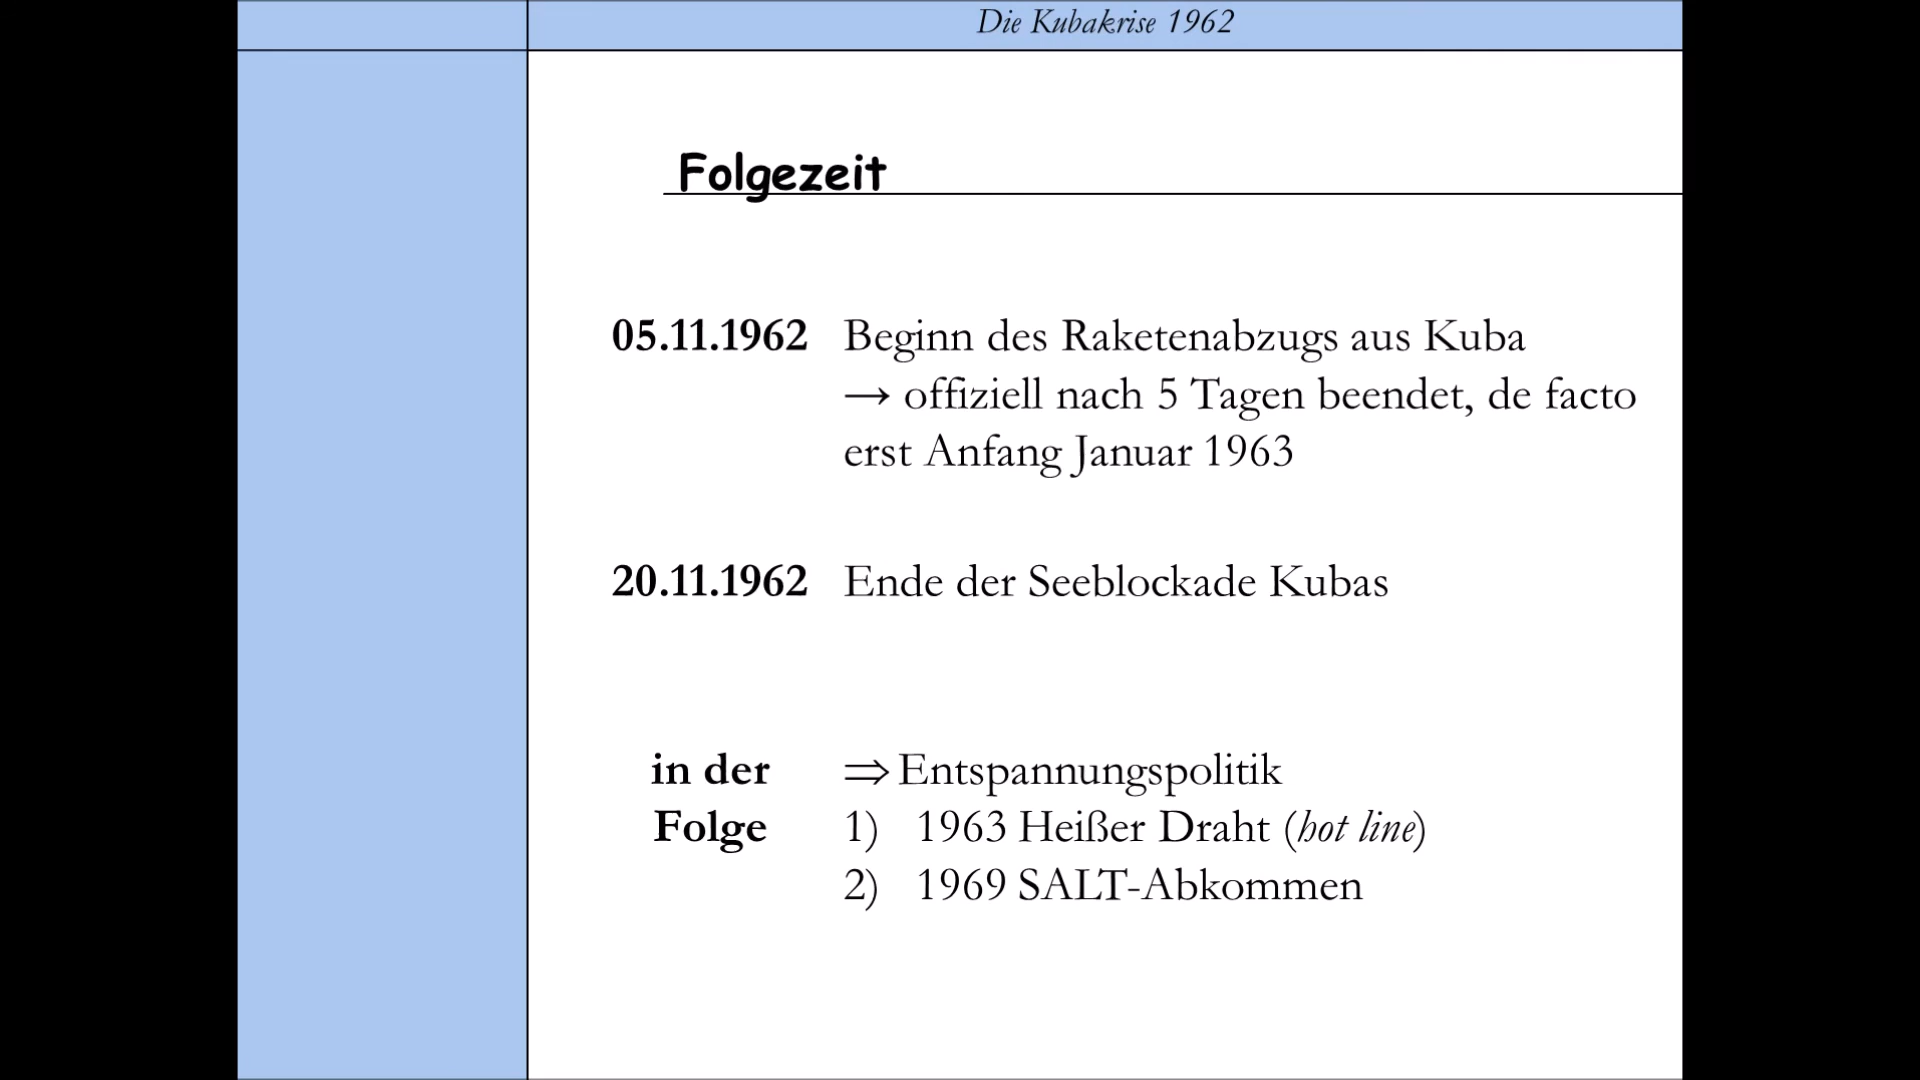 Die Kubakrise 1962
Folgezeit
05.11.1962 Beginn des Raketenabzugs aus Kuba
→ offiziell nach 5 Tagen beendet, de facto
erst Anfang Januar 1963
20.11.1962 Ende der Seeblockade Kubas
in der ⇒ Entspannungspolitik
Folge 1) 1963 Heißer Draht (hot line)
2) 1969 SALT-Abkommen